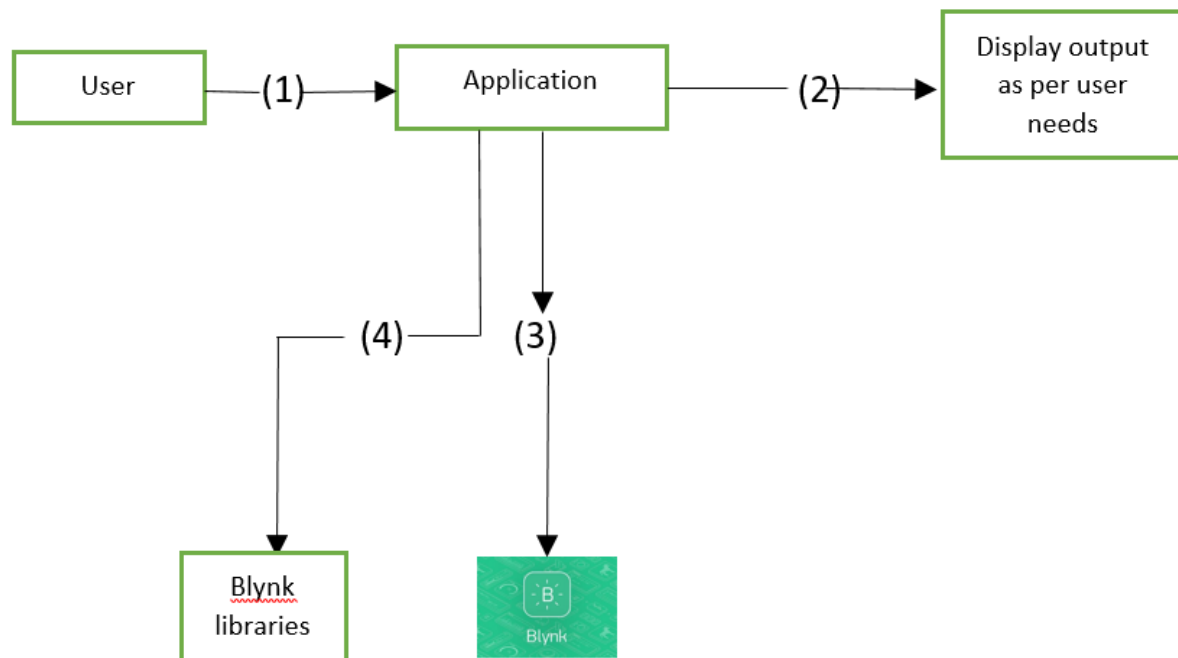 User
(1)
Application
(2)
Display output
as per user
needs
(4)
(3)
Blynk
libraries
B
Blynk